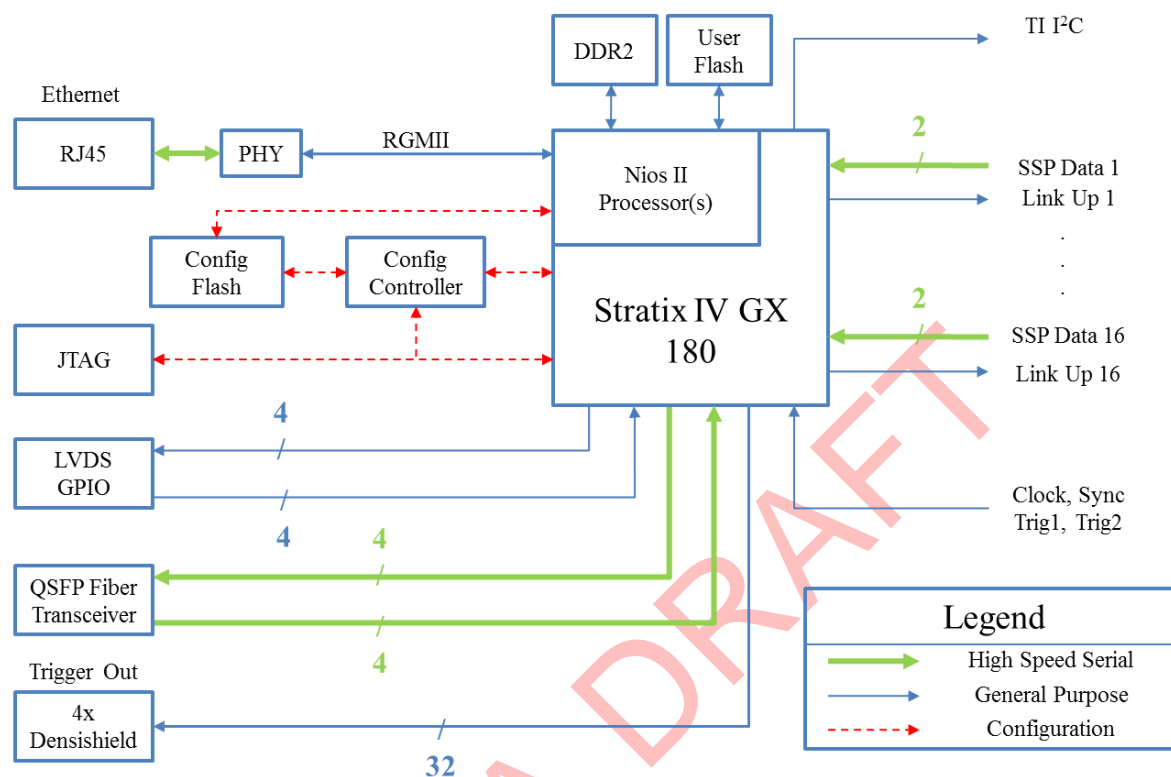 TI I²C
DDR2
User
Flash
Ethernet
RJ45
PHY
RGMII
2
SSP Data 1
Nios II
Processor(s)
Link Up 1
.
.
.
Config
Flash
Config
Controller
Stratix IV GX
180
2
SSP Data 16
JTAG
Link Up 16
4
LVDS
GPIO
4
Clock, Sync
Trig1, Trig2
4
QSFP Fiber
Transceiver
4
Legend
High Speed Serial
General Purpose
Configuration
Trigger Out
4x
Densishield
32
A DRAFT